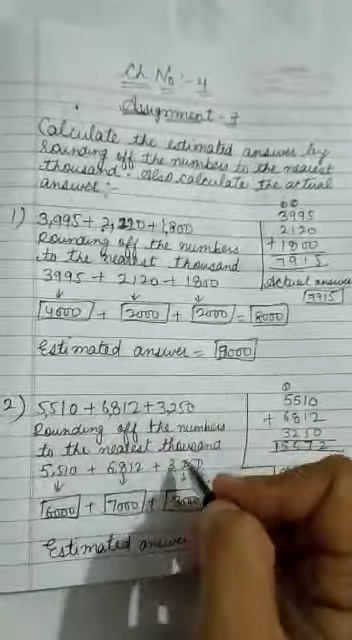 Ch No :- 4
Assignment - 7
Calculate the estimated answer by
rounding off the numbers to the nearest
thousand. Also calculate the actual
answer :-
1) 3,995 + 2,120 + 1,800
Rounding off the numbers
to the nearest thousand
3995 + 2120 + 1800
4000 + 2000 + 2000 = 8000
Estimated answer = 8000
3995
2120
+ 1800
7915
Actual answer
7915
2) 5,510 + 6,812 + 3,250
Rounding off the numbers
to the nearest thousand
5,510 + 6,812 +
6000 + 7000 + 3000
Estimated answer
5510
+ 6812
3250
15572